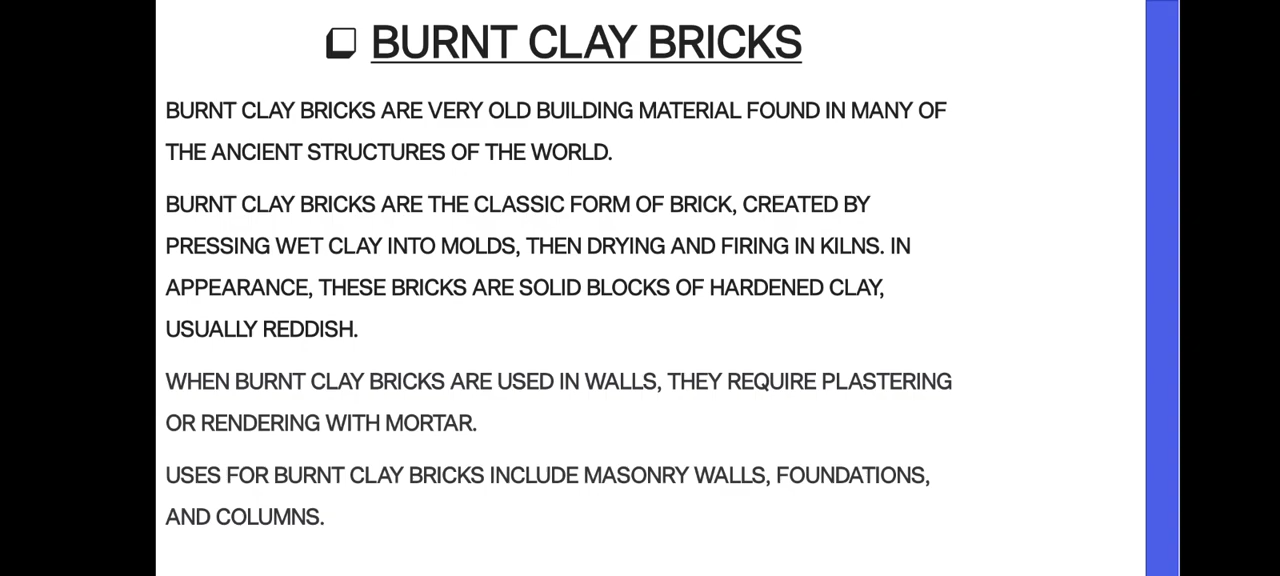 ❑ BURNT CLAY BRICKS
BURNT CLAY BRICKS ARE VERY OLD BUILDING MATERIAL FOUND IN MANY OF
THE ANCIENT STRUCTURES OF THE WORLD.
BURNT CLAY BRICKS ARE THE CLASSIC FORM OF BRICK, CREATED BY
PRESSING WET CLAY INTO MOLDS, THEN DRYING AND FIRING IN KILNS. IN
APPEARANCE, THESE BRICKS ARE SOLID BLOCKS OF HARDENED CLAY,
USUALLY REDDISH.
WHEN BURNT CLAY BRICKS ARE USED IN WALLS, THEY REQUIRE PLASTERING
OR RENDERING WITH MORTAR.
USES FOR BURNT CLAY BRICKS INCLUDE MASONRY WALLS, FOUNDATIONS,
AND COLUMNS.